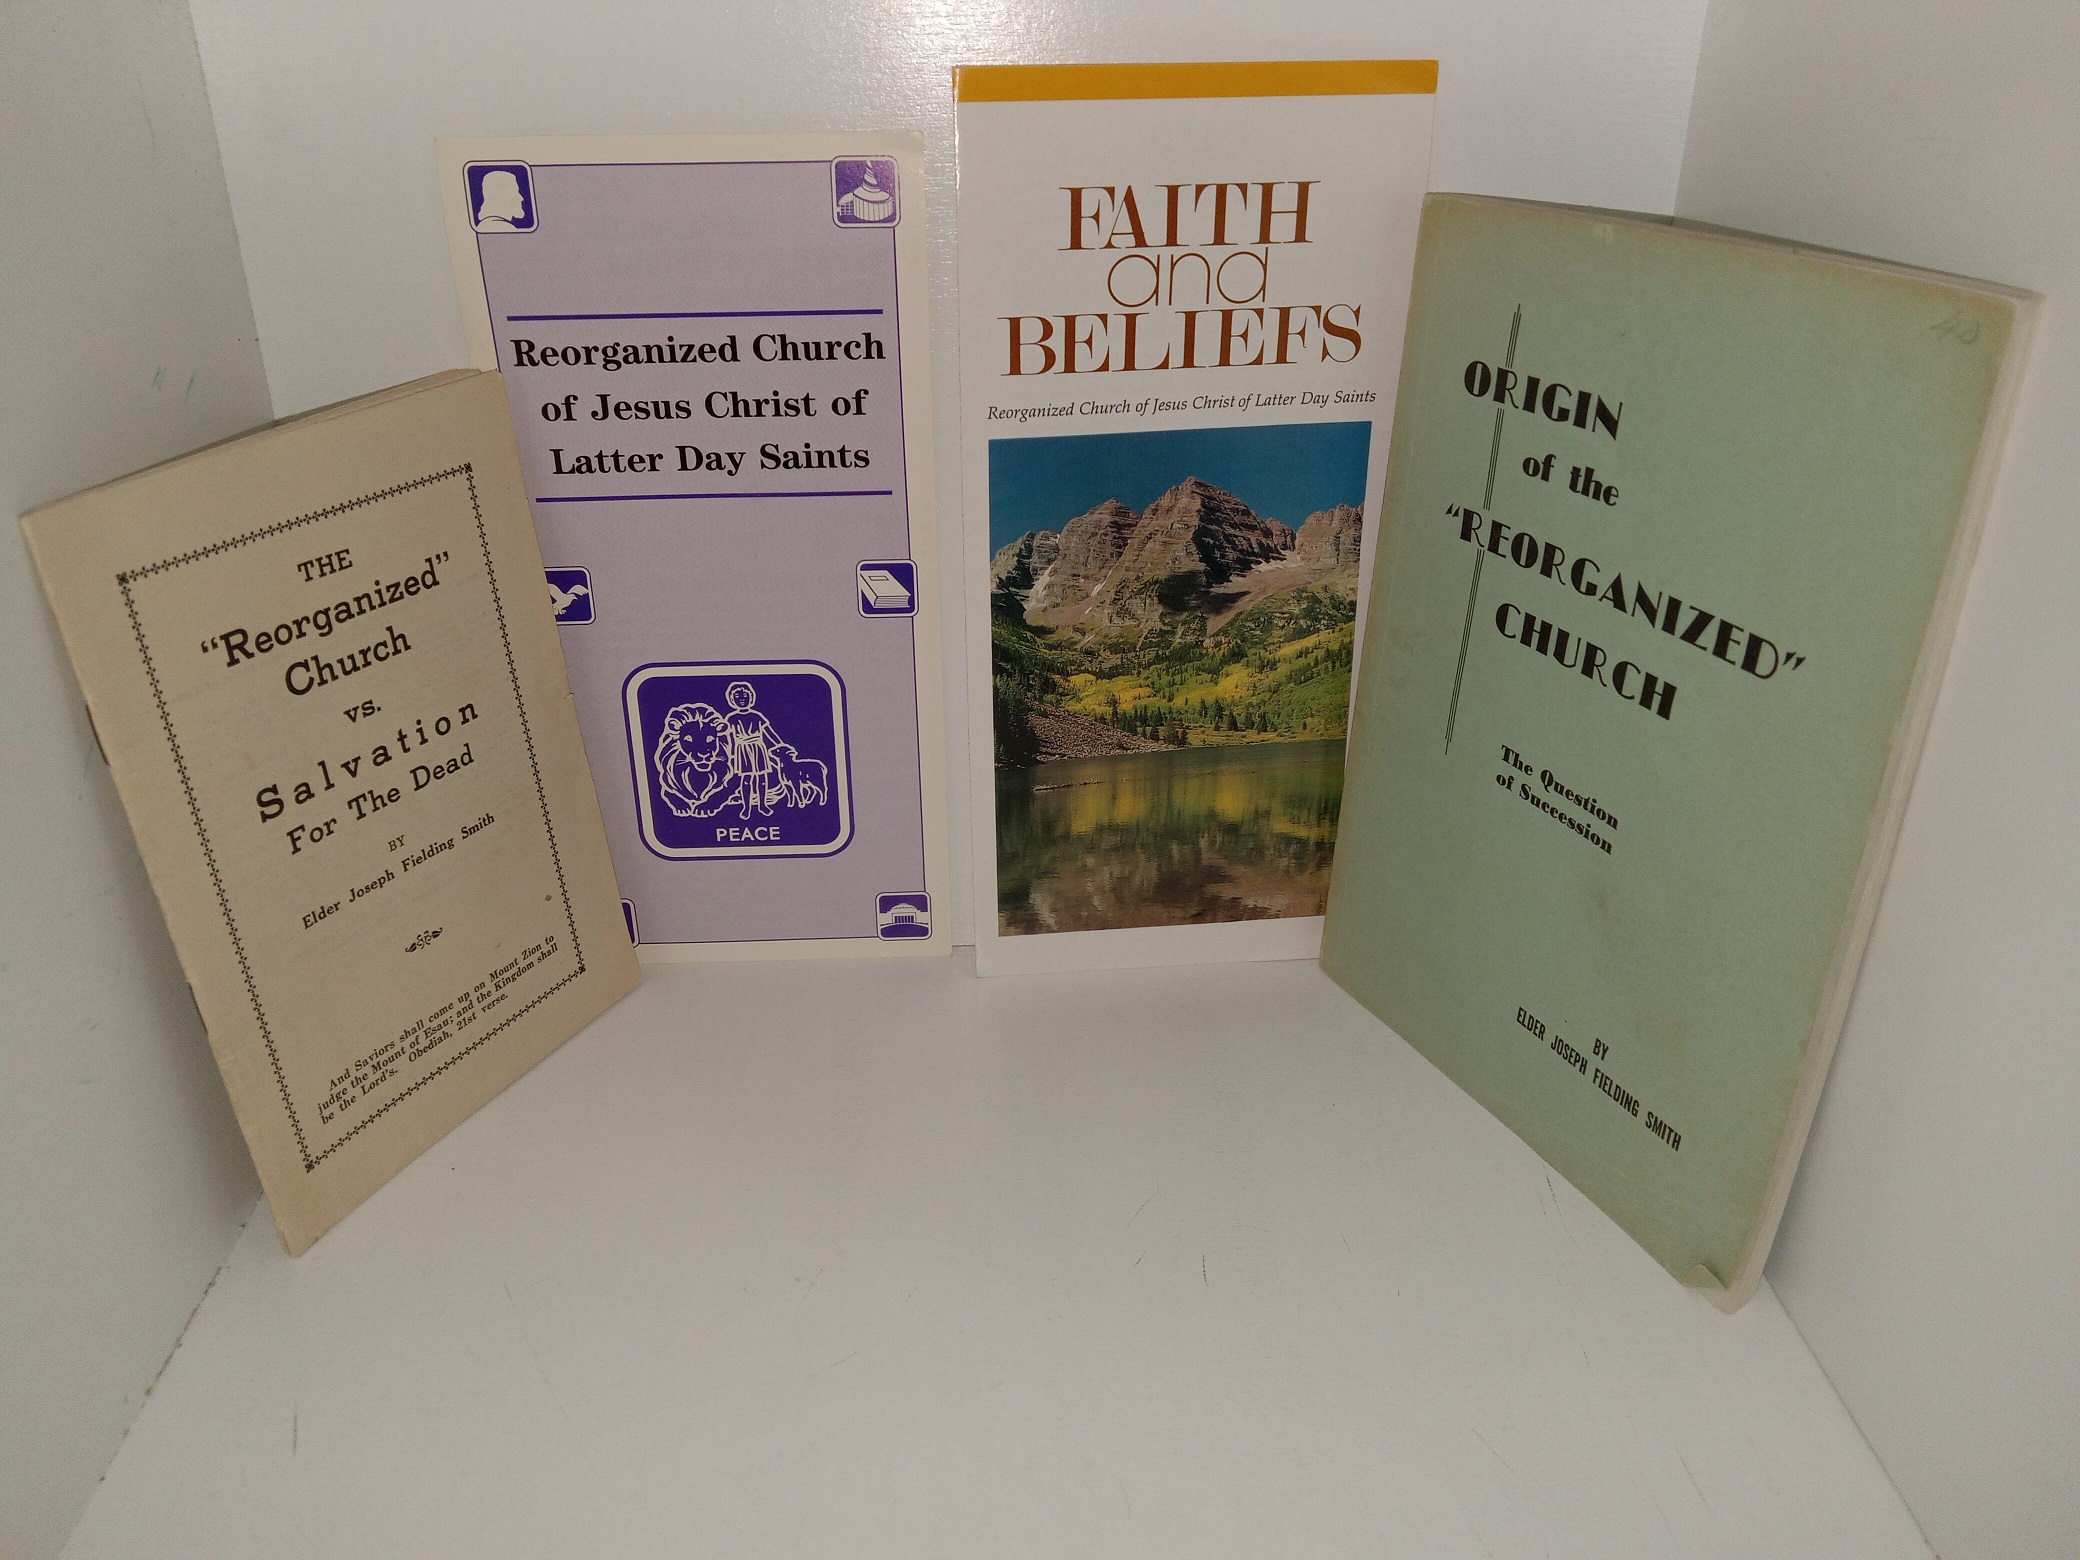 THE
“Reorganized”
Church
vs.
Salvation
For The Dead
BY
Elder Joseph Fielding Smith
And Saviors shall come up on Mount Zion to
judge the Mount of Esau; and the Kingdom shall
be the Lord's. Obediah, 21st verse.
Reorganized Church
of Jesus Christ of
Latter Day Saints
PEACE
FAITH
and
BELIEFS
Reorganized Church of Jesus Christ of Latter Day Saints
ORIGIN
of the
“REORGANIZED”
CHURCH
The Question
of Succession
BY
ELDER JOSEPH FIELDING SMITH